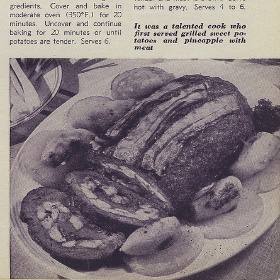 gredients. Cover and bake in
moderate oven (350°F.) for 20
minutes. Uncover and continue
baking for 20 minutes or until
potatoes are tender. Serves 6.
hot with gravy. Serves 4 to 6.
It was a talented cook who
first served grilled sweet po-
tatoes and pineapple with
meat